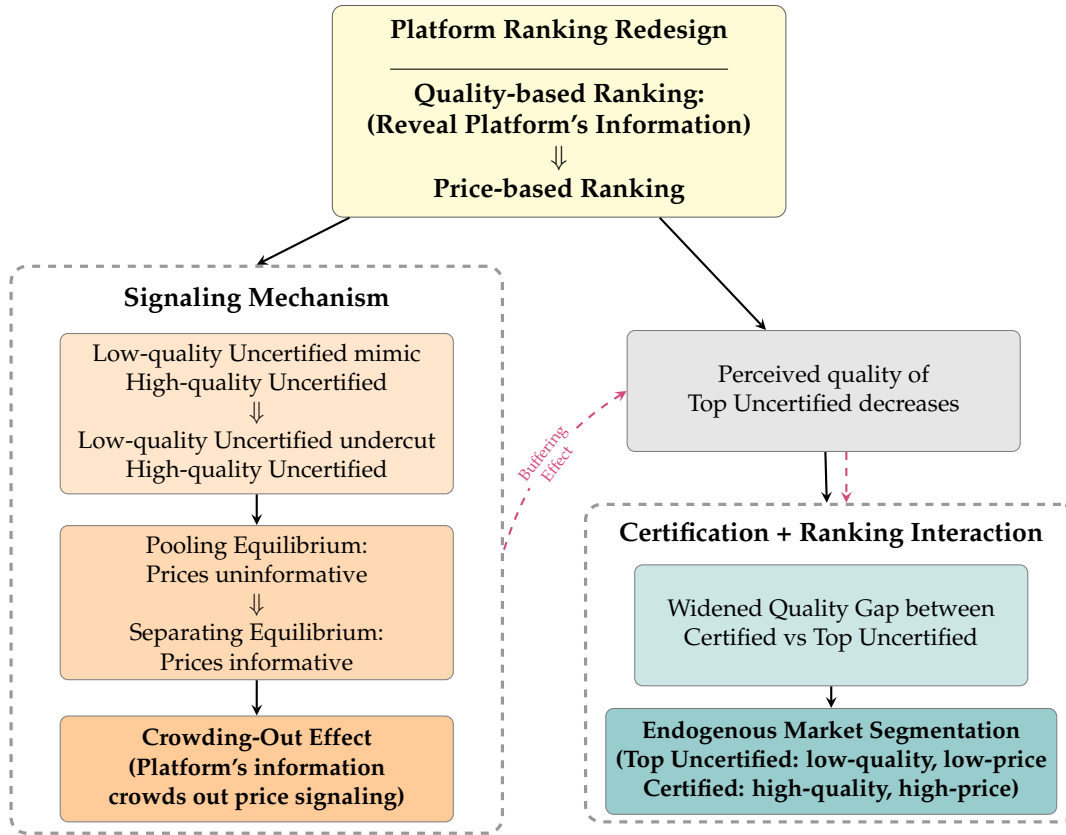 Platform Ranking Redesign
Quality-based Ranking:
(Reveal Platform's Information)
⇓
Price-based Ranking
Signaling Mechanism
Low-quality Uncertified mimic
High-quality Uncertified
⇓
Low-quality Uncertified undercut
High-quality Uncertified
Pooling Equilibrium:
Prices uninformative
⇓
Separating Equilibrium:
Prices informative
Crowding-Out Effect
(Platform's information
crowds out price signaling)
Buffering
Effect
Perceived quality of
Top Uncertified decreases
Certification + Ranking Interaction
Widened Quality Gap between
Certified vs Top Uncertified
Endogenous Market Segmentation
(Top Uncertified: low-quality, low-price
Certified: high-quality, high-price)